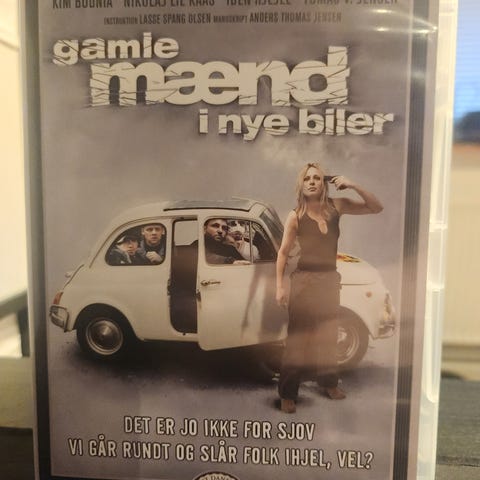 KIM BODNIA NIKOLAJ LIE KAAS IBEN HJEJLE TOMAS V. JENSEN
INSTRUKTION LASSE SPANG OLSEN MANUSKRIPT ANDERS THOMAS JENSEN
gamle
mænd
i nye biler
DET ER JO IKKE FOR SJOV
VI GÅR RUNDT OG SLÅR FOLK IHJEL, VEL?